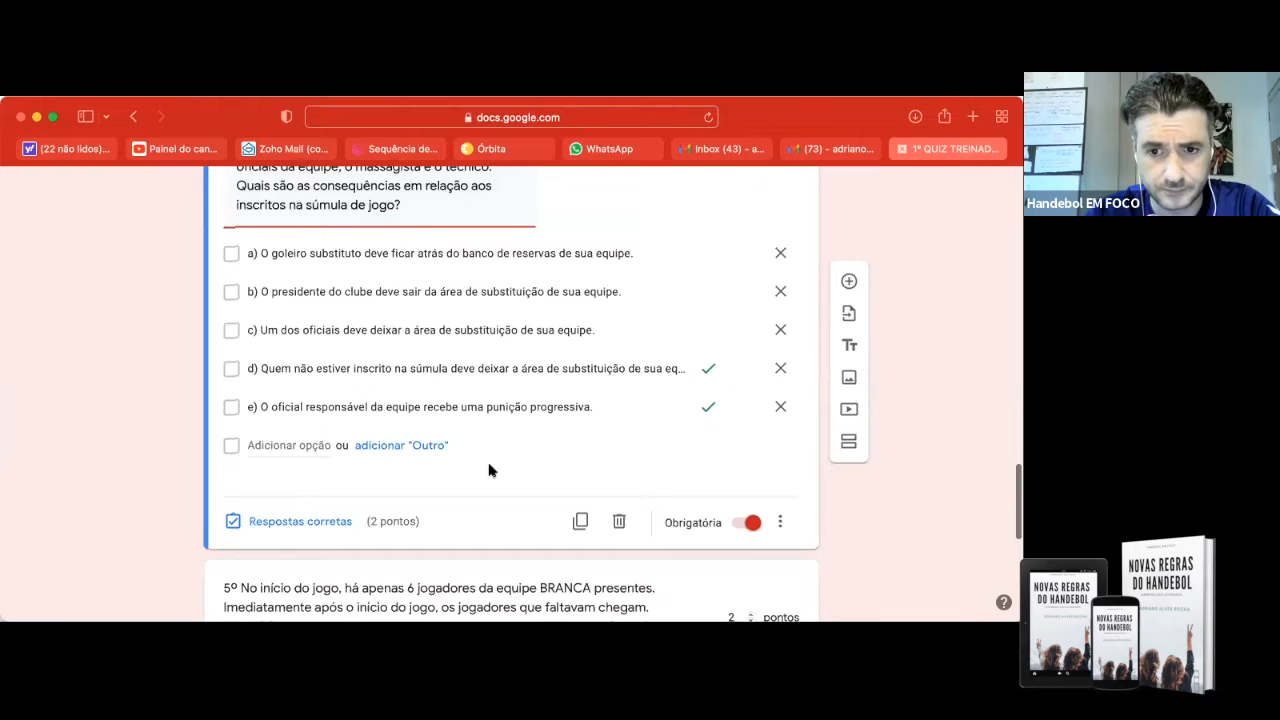 docs.google.com
(22 não lidos)...
Painel do can...
Zoho Mail (co...
Sequência de...
Órbita
WhatsApp
Inbox (43) - a...
(73) - adriano...
1º QUIZ TREINAD...
Handebol EM FOCO
oficiais da equipe, o massagista e o técnico.
Quais são as consequências em relação aos
inscritos na súmula de jogo?
a) O goleiro substituto deve ficar atrás do banco de reservas de sua equipe.
b) O presidente do clube deve sair da área de substituição de sua equipe.
c) Um dos oficiais deve deixar a área de substituição de sua equipe.
d) Quem não estiver inscrito na súmula deve deixar a área de substituição de sua eq...
e) O oficial responsável da equipe recebe uma punição progressiva.
Adicionar opção ou adicionar "Outro"
Respostas corretas (2 pontos)
Obrigatória
5º No início do jogo, há apenas 6 jogadores da equipe BRANCA presentes.
Imediatamente após o início do jogo, os jogadores que faltavam chegam.
2 pontos
NOVAS REGRAS
DO HANDEBOL
NOVAS REGRAS
DO HANDEBOL
NOVAS REGRAS
DO HANDEBOL